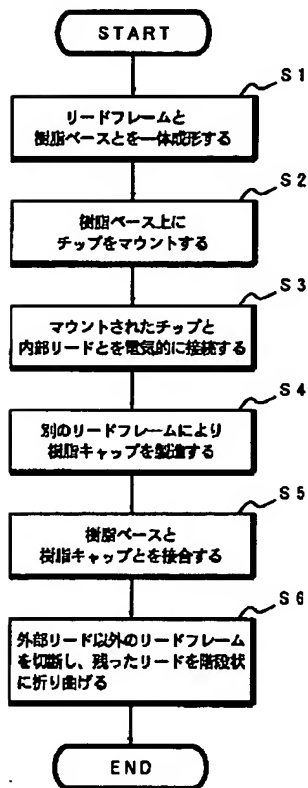 START
S1
リードフレームと
樹脂ベースとを一体成形する
S2
樹脂ベース上に
チップをマウントする
S3
マウントされたチップと
内部リードとを電気的に接続する
S4
別のリードフレームにより
樹脂キャップを製造する
S5
樹脂ベースと
樹脂キャップとを接合する
S6
外部リード以外のリードフレーム
を切断し、残ったリードを階段状
に折り曲げる
END